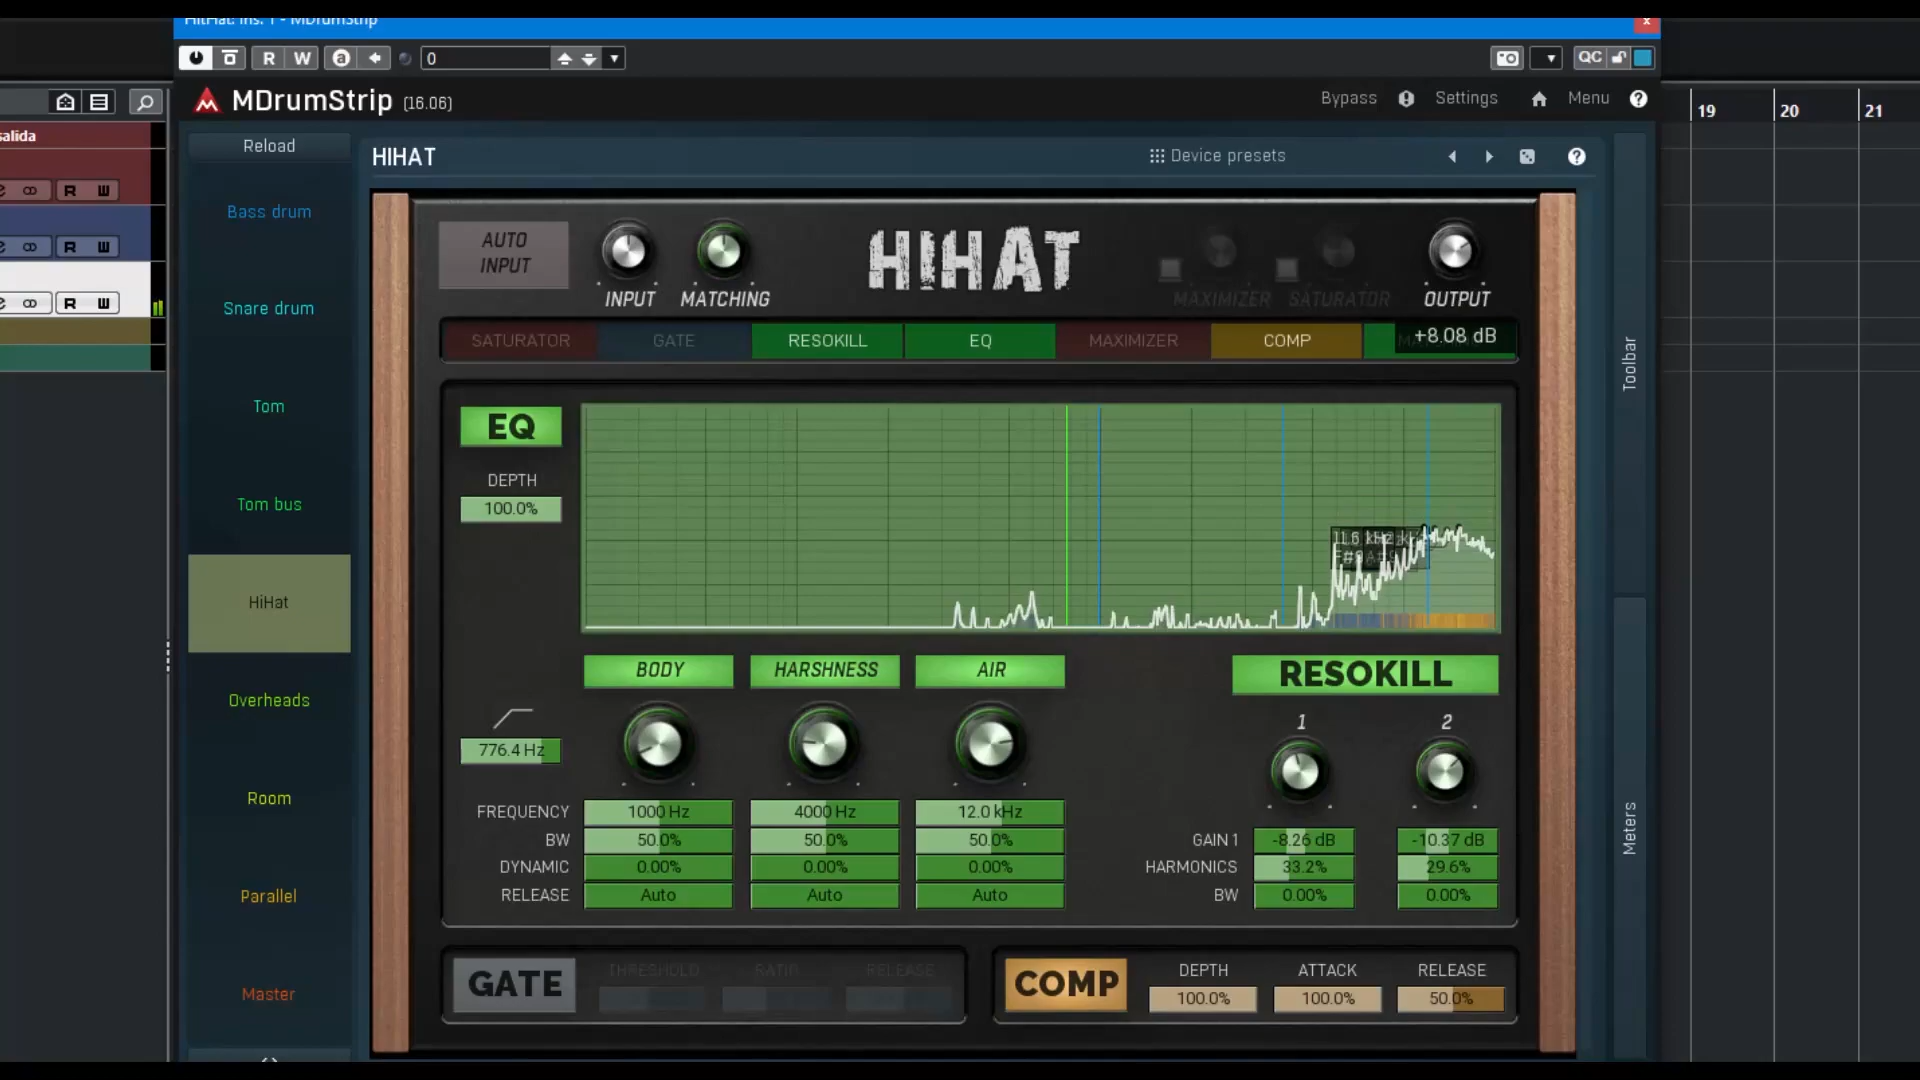 HitHat: Ins. 1 - MDrumStrip
x
R W a 0 QC
MDrumStrip (16.06)
Bypass Settings Menu ?
19 20 21
salida
R W
R W
R W
Reload
Bass drum
Snare drum
Tom
Tom bus
HiHat
Overheads
Room
Parallel
Master
HIHAT Device presets ?
AUTO
INPUT
INPUT MATCHING
HIHAT
MAXIMIZER SATURATOR OUTPUT
SATURATOR GATE RESOKILL EQ MAXIMIZER COMP +8.08 dB
EQ
DEPTH
100.0%
BODY HARSHNESS AIR RESOKILL
1 2
776.4 Hz
FREQUENCY 1000 Hz 4000 Hz 12.0 kHz
BW 50.0% 50.0% 50.0%
DYNAMIC 0.00% 0.00% 0.00%
RELEASE Auto Auto Auto
GAIN 1 -8.26 dB -10.37 dB
HARMONICS 33.2% 29.6%
BW 0.00% 0.00%
GATE THRESHOLD RATIO RELEASE
COMP DEPTH ATTACK RELEASE
100.0% 100.0% 50.0%
Toolbar
Meters